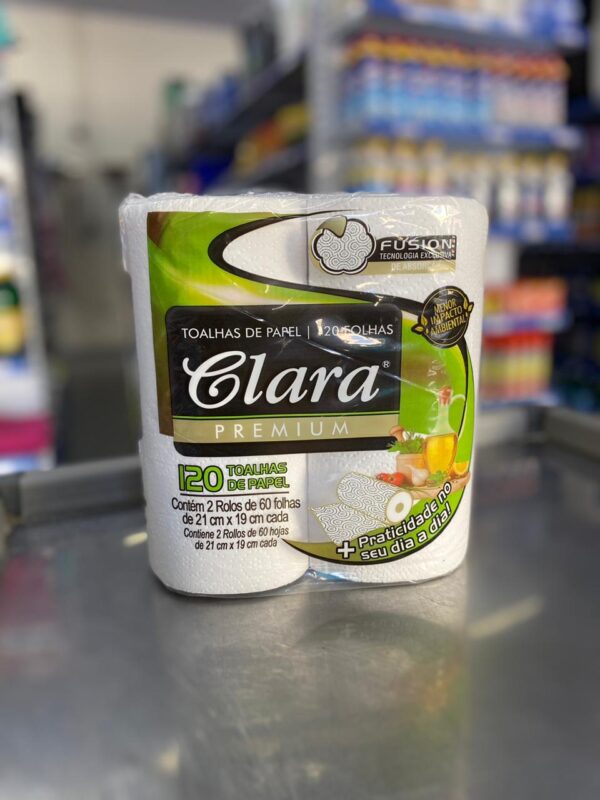 FUSION
TECNOLOGIA EXCLUSIVA
DE ABSORÇÃO
MENOR
IMPACTO
AMBIENTAL
TOALHAS DE PAPEL | 120 FOLHAS
Clara®
PREMIUM
120 TOALHAS
DE PAPEL
Contém 2 Rolos de 60 folhas
de 21 cm x 19 cm cada
Contiene 2 Rollos de 60 hojas
de 21 cm x 19 cm cada
+ Praticidade no
seu dia a dia!